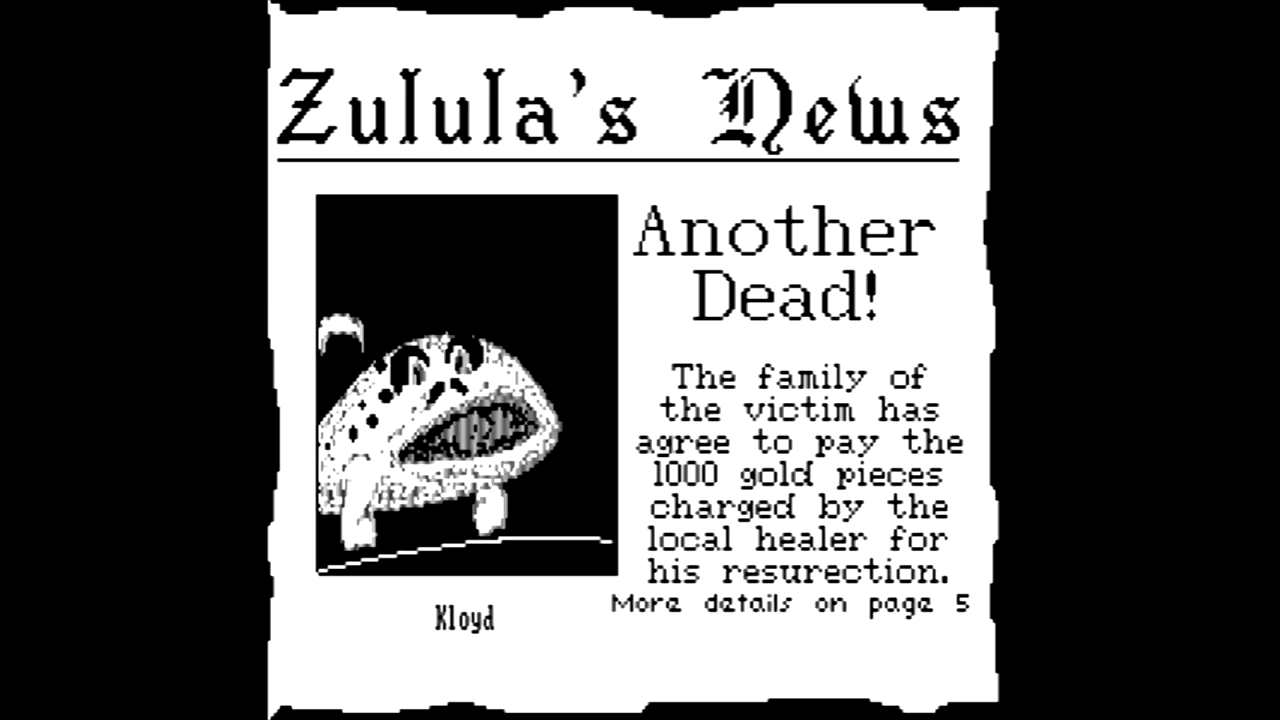 Zulula's News
Another
Dead!
The family of
the victim has
agree to pay the
1000 gold pieces
charged by the
local healer for
his resurection.
More details on page 5
Kloyd